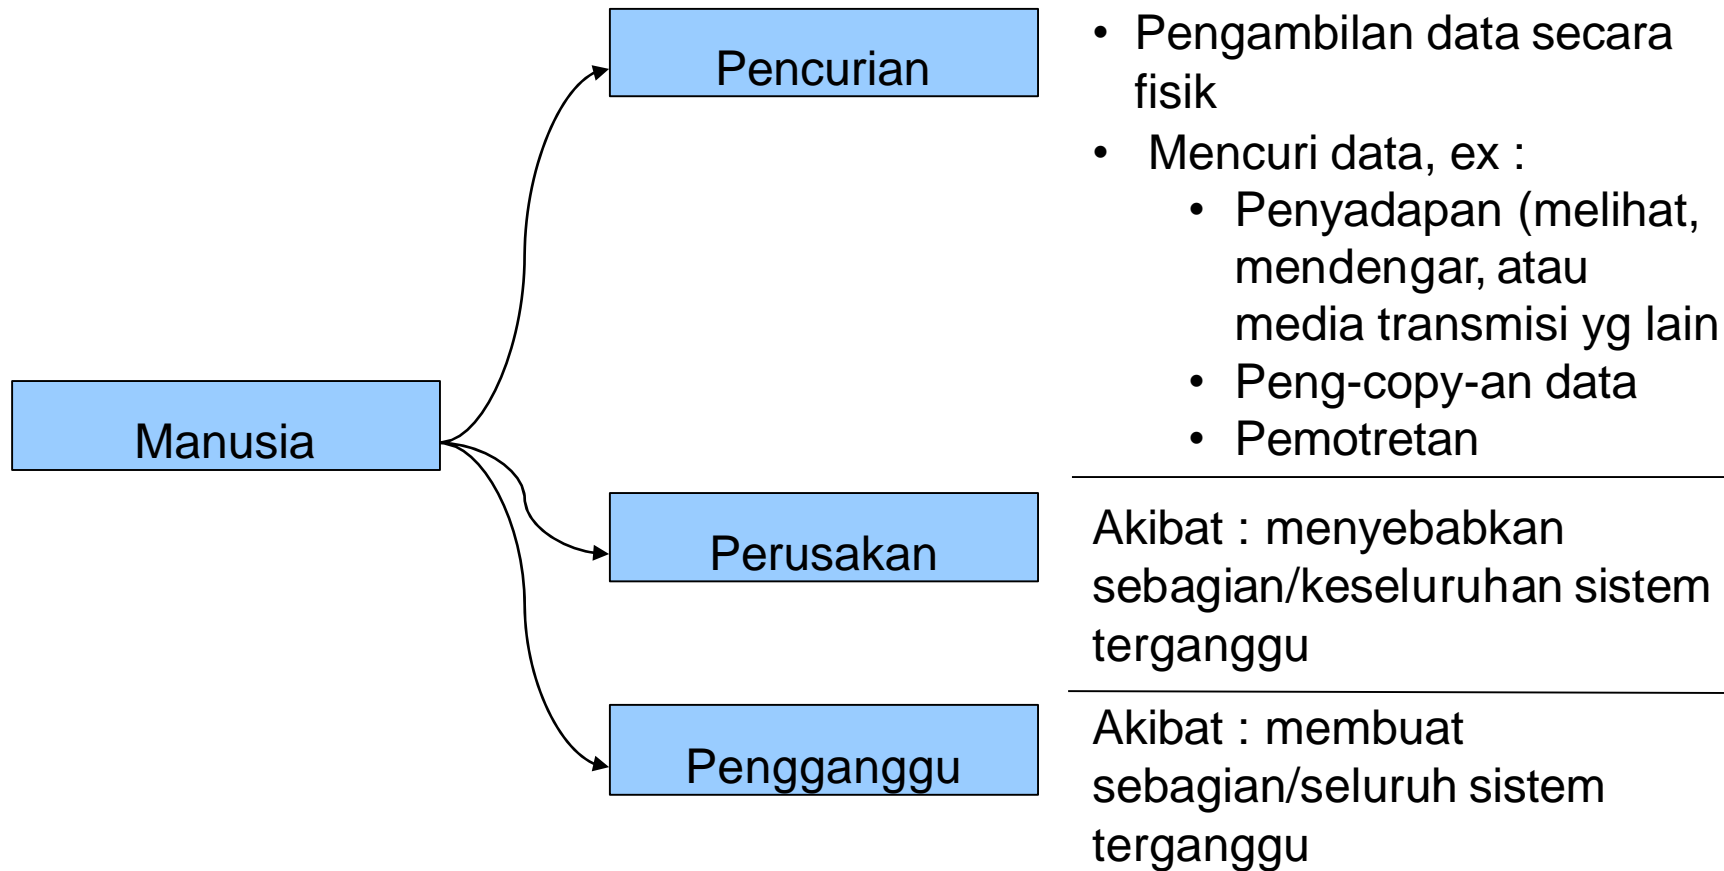 Pencurian
• Pengambilan data secara
fisik
• Mencuri data, ex :
• Penyadapan (melihat,
mendengar, atau
media transmisi yg lain
• Peng-copy-an data
• Pemotretan
Manusia
Perusakan
Akibat : menyebabkan
sebagian/keseluruhan sistem
terganggu
Pengganggu
Akibat : membuat
sebagian/seluruh sistem
terganggu